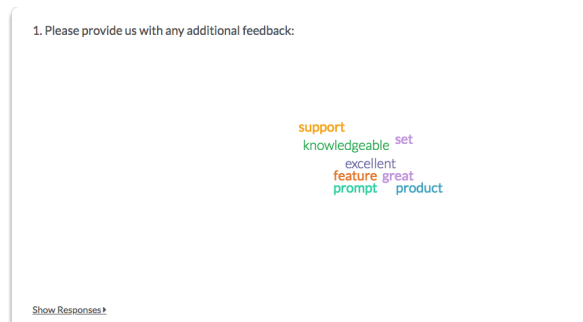 1. Please provide us with any additional feedback:
support
knowledgeable set
excellent
feature great
prompt product
Show Responses